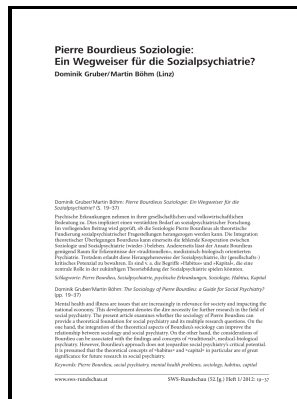 Pierre Bourdieus Soziologie:
Ein Wegweiser für die Sozialpsychiatrie?
Dominik Gruber/Martin Böhm (Linz)
Dominik Gruber/Martin Böhm: Pierre Bourdieus Soziologie: Ein Wegweiser für die
Sozialpsychiatrie? (S. 19–37)
Psychische Erkrankungen nehmen in ihrer gesellschaftlichen und volkswirtschaftlichen
Bedeutung zu. Dies impliziert einen verstärkten Bedarf an sozialpsychiatrischer Forschung.
Im vorliegenden Beitrag wird geprüft, ob die Soziologie Pierre Bourdieus als theoretische
Fundierung sozialpsychiatrischer Fragestellungen herangezogen werden kann. Die Integration
theoretischer Überlegungen Bourdieus kann einerseits die fehlende Kooperation zwischen
Soziologie und Sozialpsychiatrie (wieder-)beleben. Andererseits lässt der Ansatz Bourdieus
genügend Raum für Erkenntnisse der «traditionellen», medizinisch-biologisch orientierten
Psychiatrie. Trotzdem erlaubt diese Herangehensweise der Sozialpsychiatrie, ihr (gesellschafts-)
kritisches Potenzial zu bewahren. Es sind v. a. die Begriffe «Habitus» und «Kapital», die eine
zentrale Rolle in der zukünftigen Theoriebildung der Sozialpsychiatrie spielen könnten.
Schlagworte: Pierre Bourdieu, Sozialpsychiatrie, psychische Erkrankungen, Soziologie, Habitus, Kapital
Dominik Gruber/Martin Böhm: The Sociology of Pierre Bourdieu: a Guide for Social Psychiatry?
(pp. 19–37)
Mental health and illness are issues that are increasingly in relevance for society and impacting the
national economy. This development denotes the dire necessity for further research in the field of
social psychiatry. The present article examines whether the sociology of Pierre Bourdieu can
provide a theoretical foundation for social psychiatry and its multiple research questions. On the
one hand, the integration of the theoretical aspects of Bourdieu's sociology can improve the
relationship between sociology and social psychiatry. On the other hand, the considerations of
Bourdieu can be associated with the findings and concepts of «traditional», medical-biological
psychiatry. However, Bourdieu's approach does not jeopardise social psychiatry's critical potential.
It is presumed that the theoretical concepts of «habitus» and «capital» in particular are of great
significance for future research in social psychiatry.
Keywords: Pierre Bourdieu, social psychiatry, mental health problems, sociology, habitus, capital
www.sws-rundschau.at SWS-Rundschau (52. Jg.) Heft 1/2012: 19–37